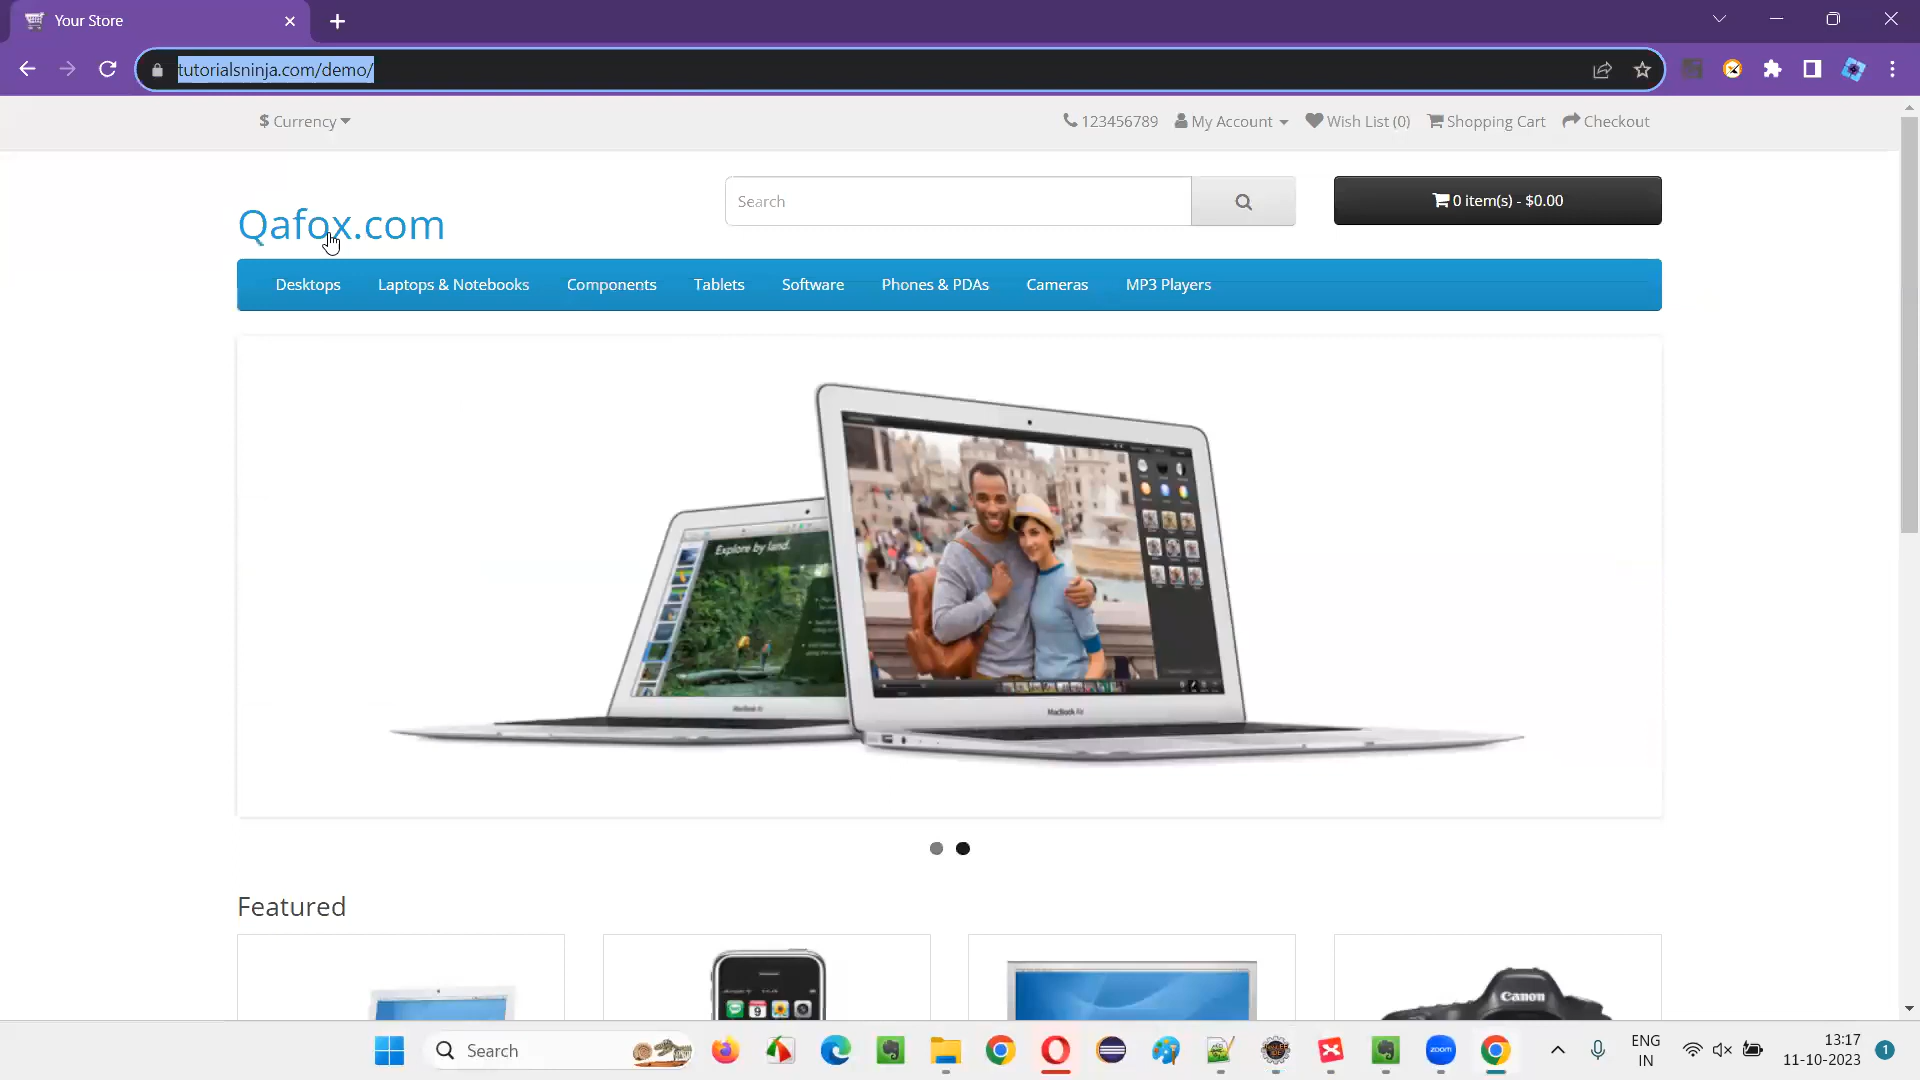 Your Store
tutorialsninja.com/demo/
$ Currency
123456789 My Account Wish List (0) Shopping Cart Checkout
Qafox.com
Search
0 item(s) - $0.00
Desktops Laptops & Notebooks Components Tablets Software Phones & PDAs Cameras MP3 Players
Explore by land.
MacBook Air
MacBook Air
Featured
Canon
Search
zoom
ENG
IN
13:17
11-10-2023
1